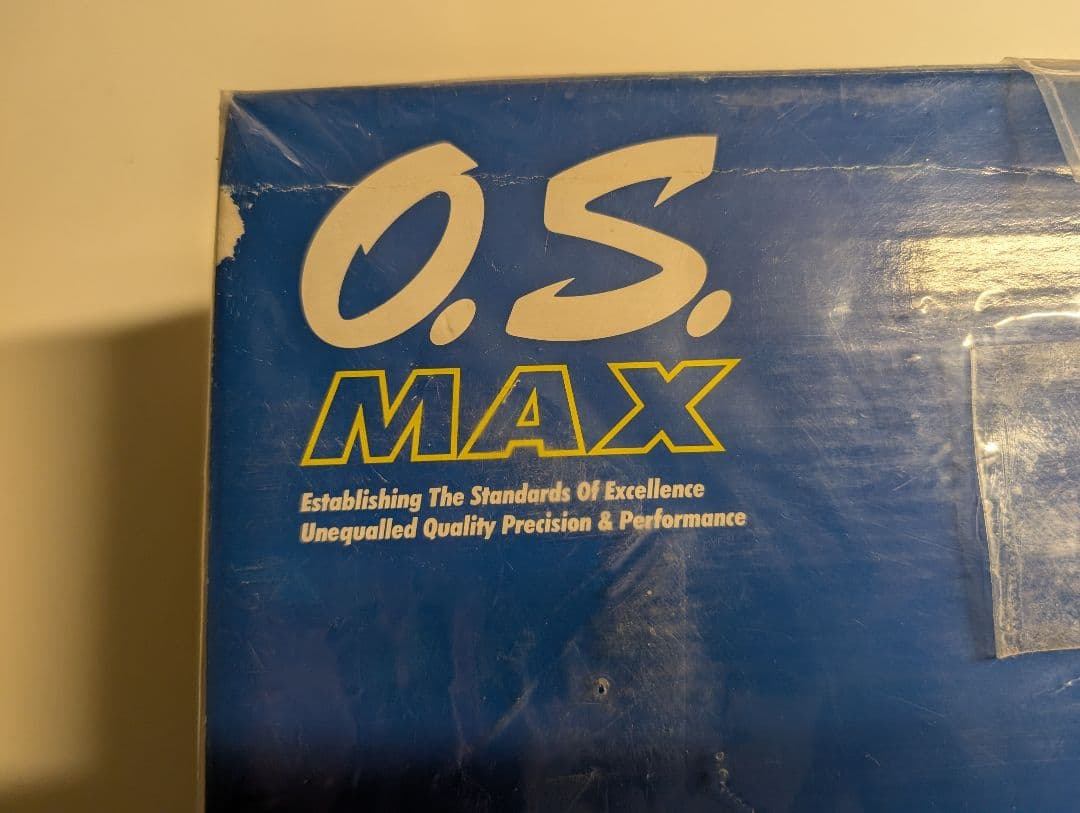 O.S.
MAX
Establishing The Standards Of Excellence
Unequalled Quality Precision & Performance